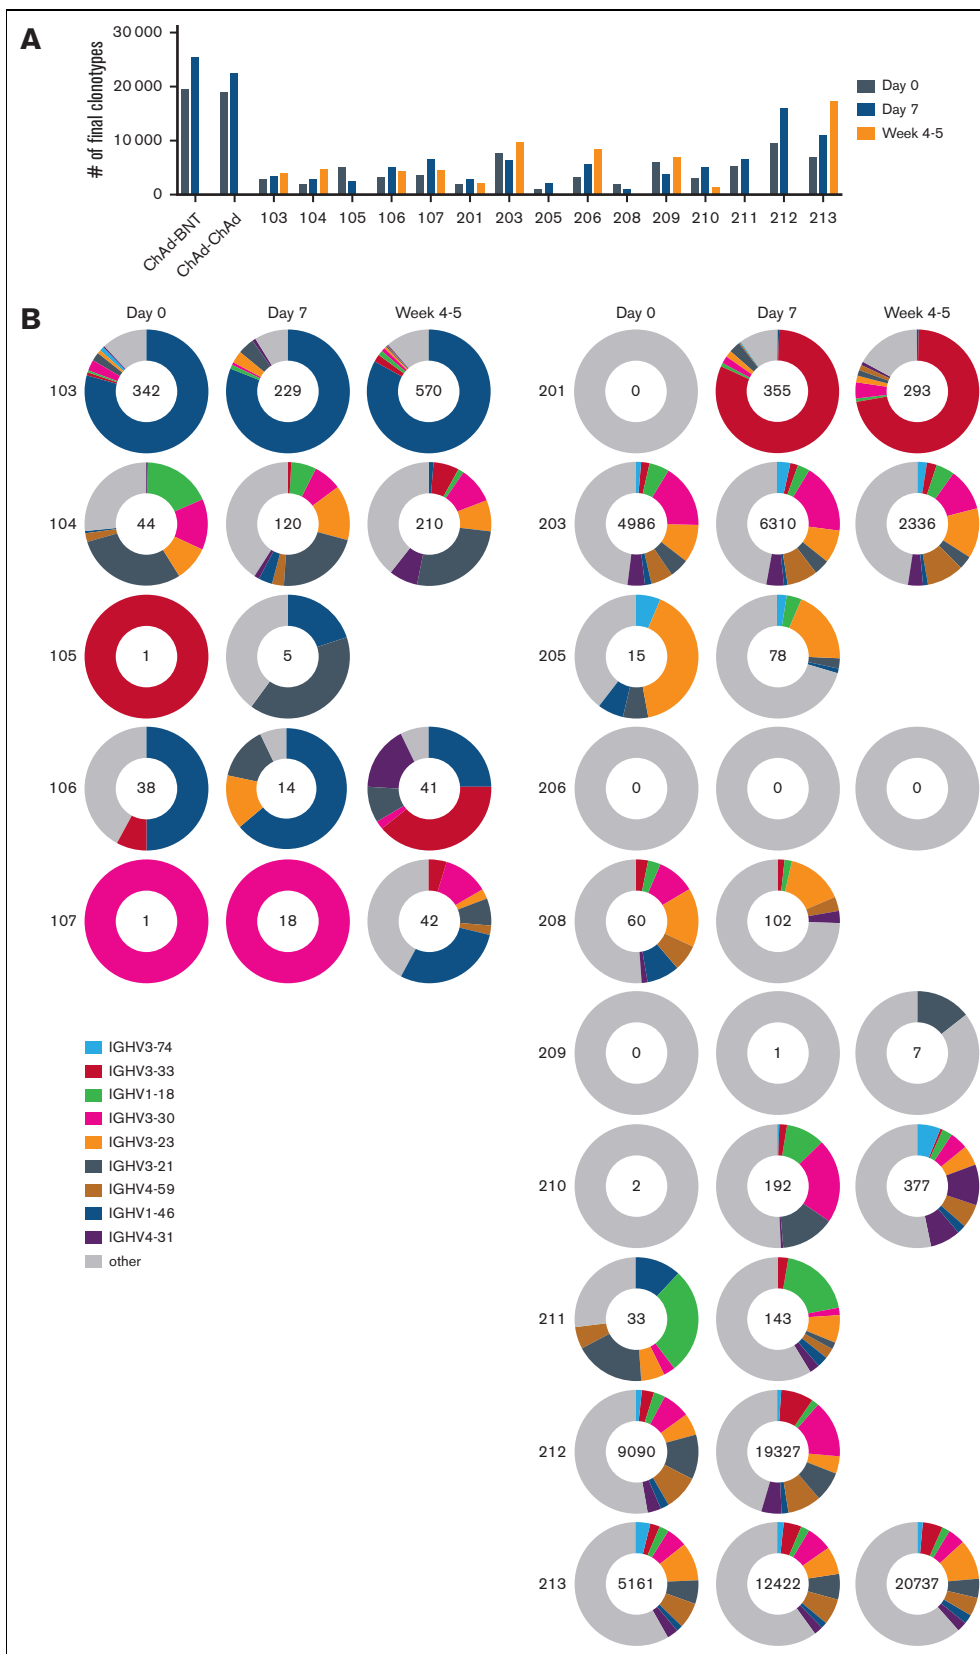 A
# of final clonotypes
30 000
20 000
10 000
0
ChAd-BNT
ChAd-ChAd
103 104 105 106 107 201 203 205 206 208 209 210 211 212 213
Day 0
Day 7
Week 4-5
B
Day 0 Day 7 Week 4-5 Day 0 Day 7 Week 4-5
103 342 229 570 201 0 355 293
104 44 120 210 203 4986 6310 2336
105 1 5 205 15 78
106 38 14 41 206 0 0 0
107 1 18 42 208 60 102
209 0 1 7
210 2 192 377
211 33 143
212 9090 19327
213 5161 12422 20737
IGHV3-74
IGHV3-33
IGHV1-18
IGHV3-30
IGHV3-23
IGHV3-21
IGHV4-59
IGHV1-46
IGHV4-31
other